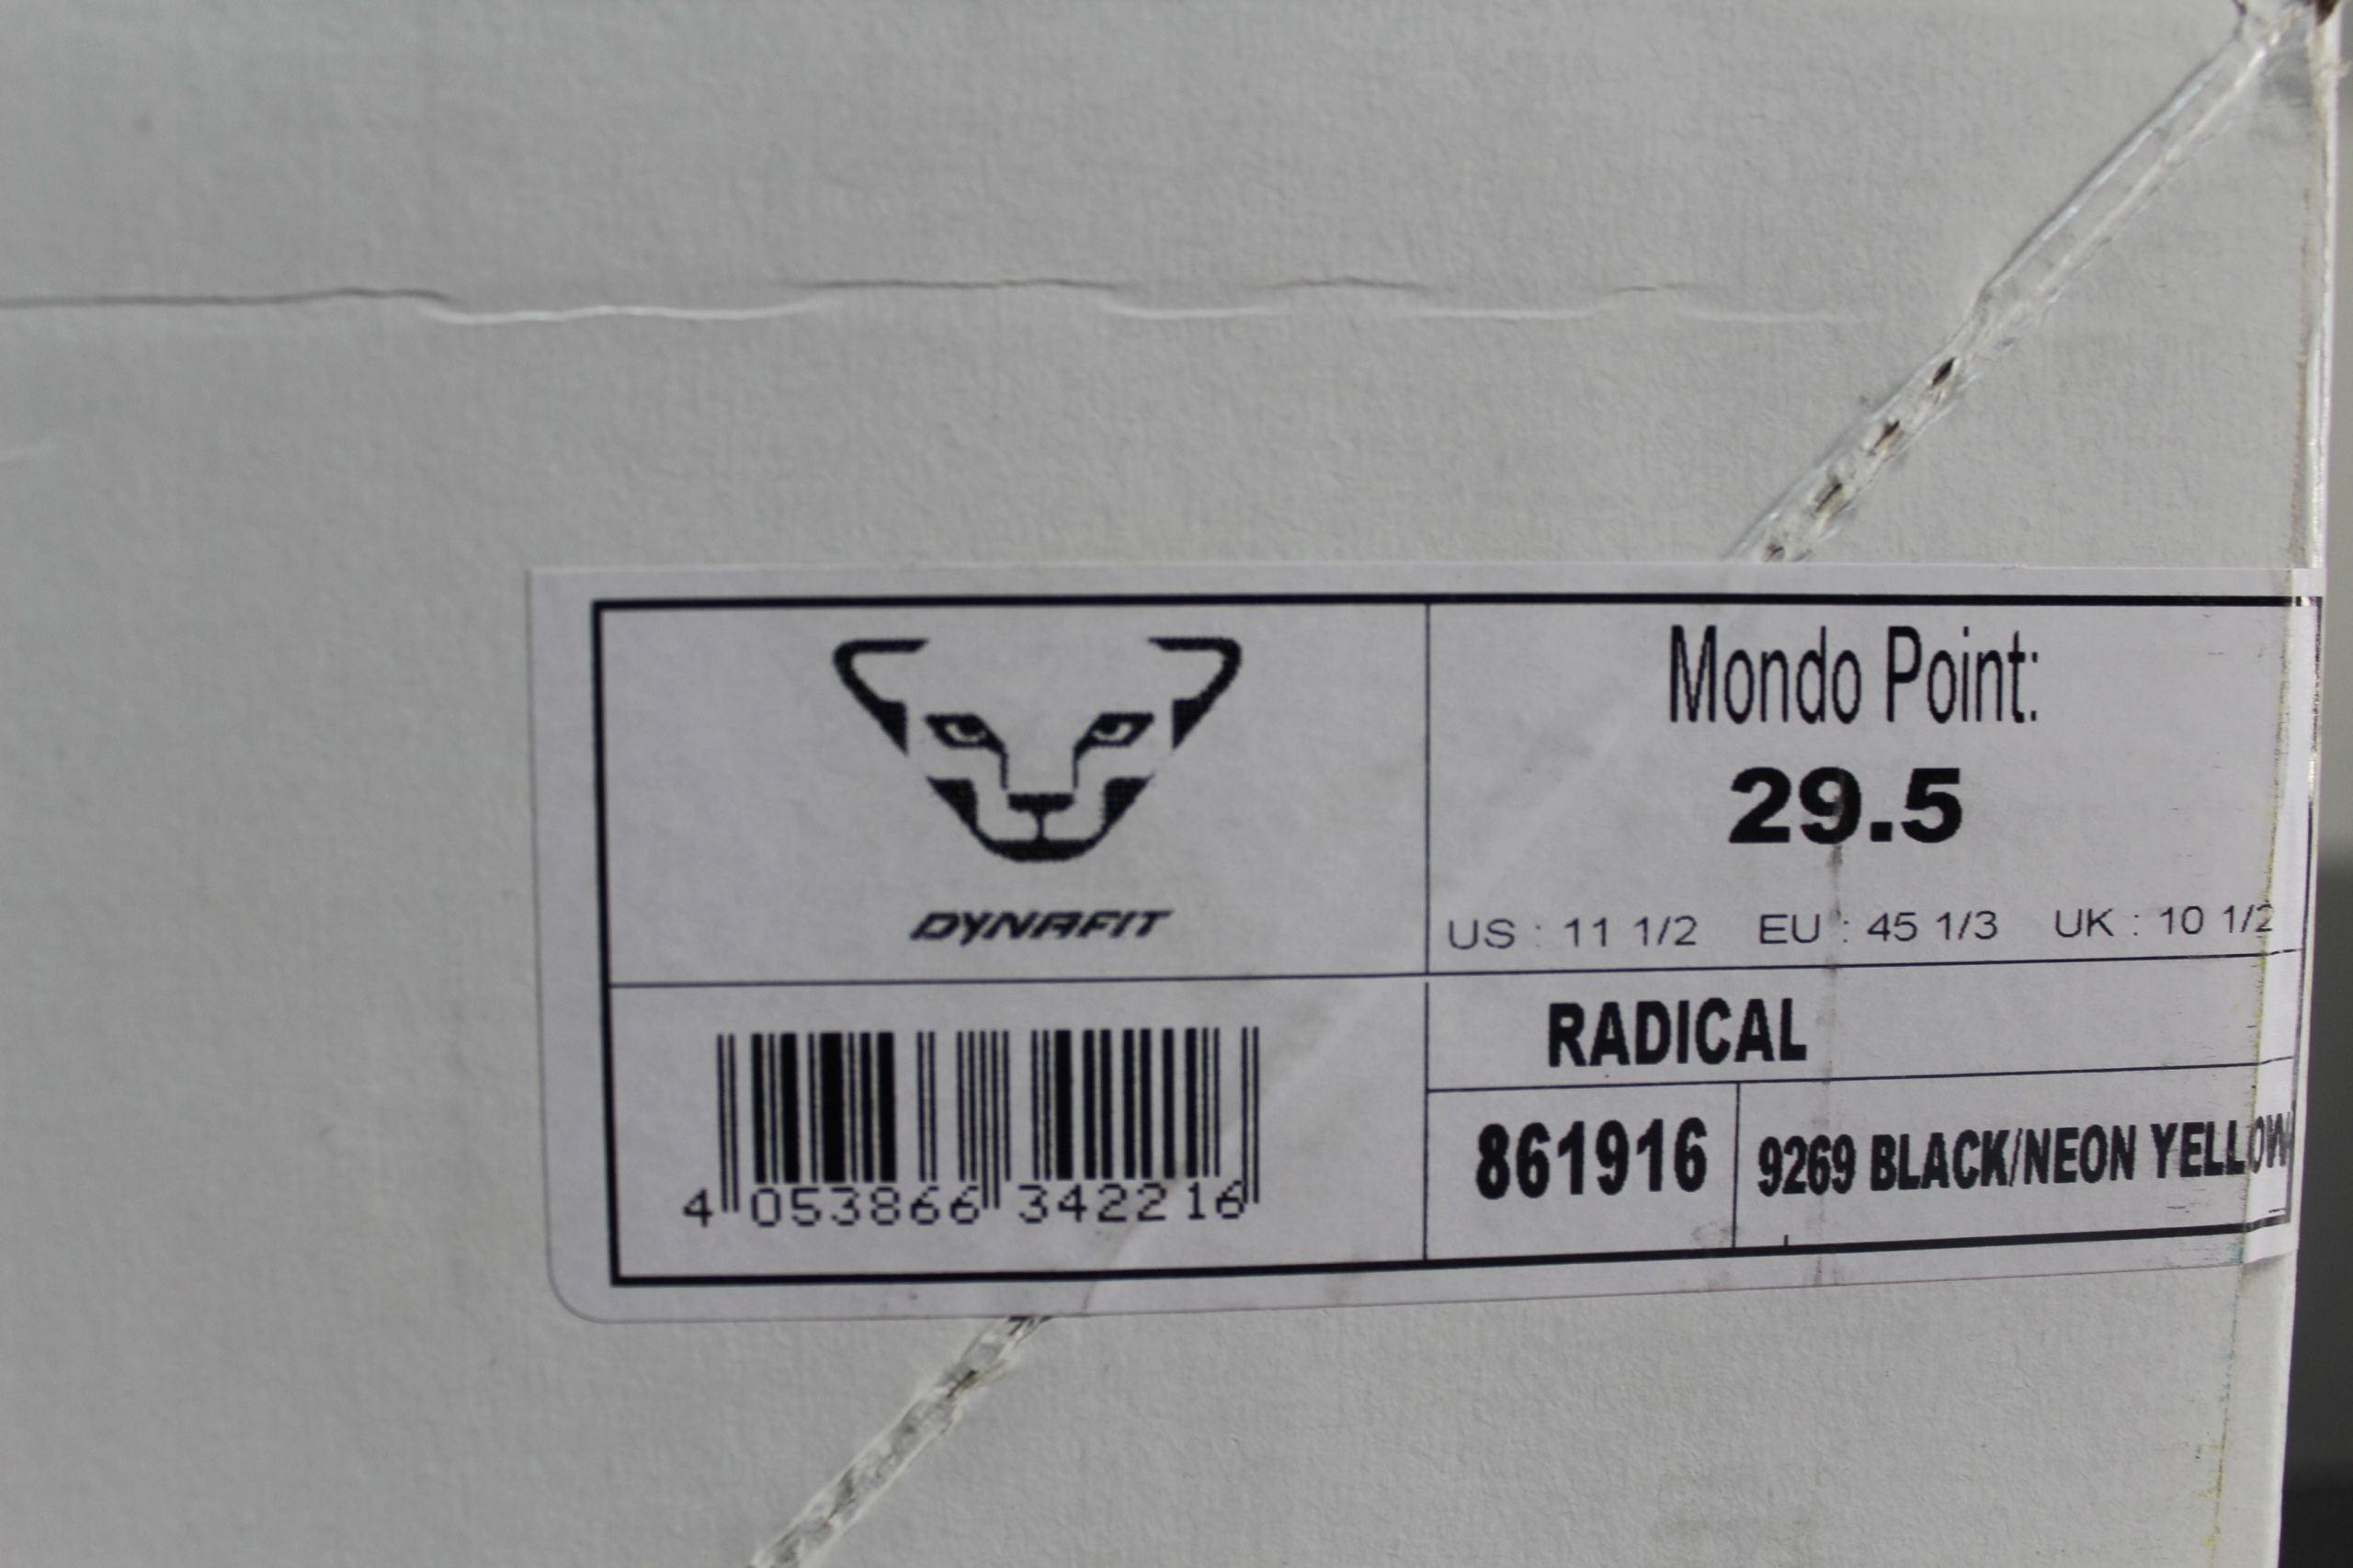 DYNAFIT
Mondo Point:
29.5
US : 11 1/2 EU : 45 1/3 UK : 10 1/2
RADICAL
861916
9269 BLACK/NEON YELLOW
4 053866 342216